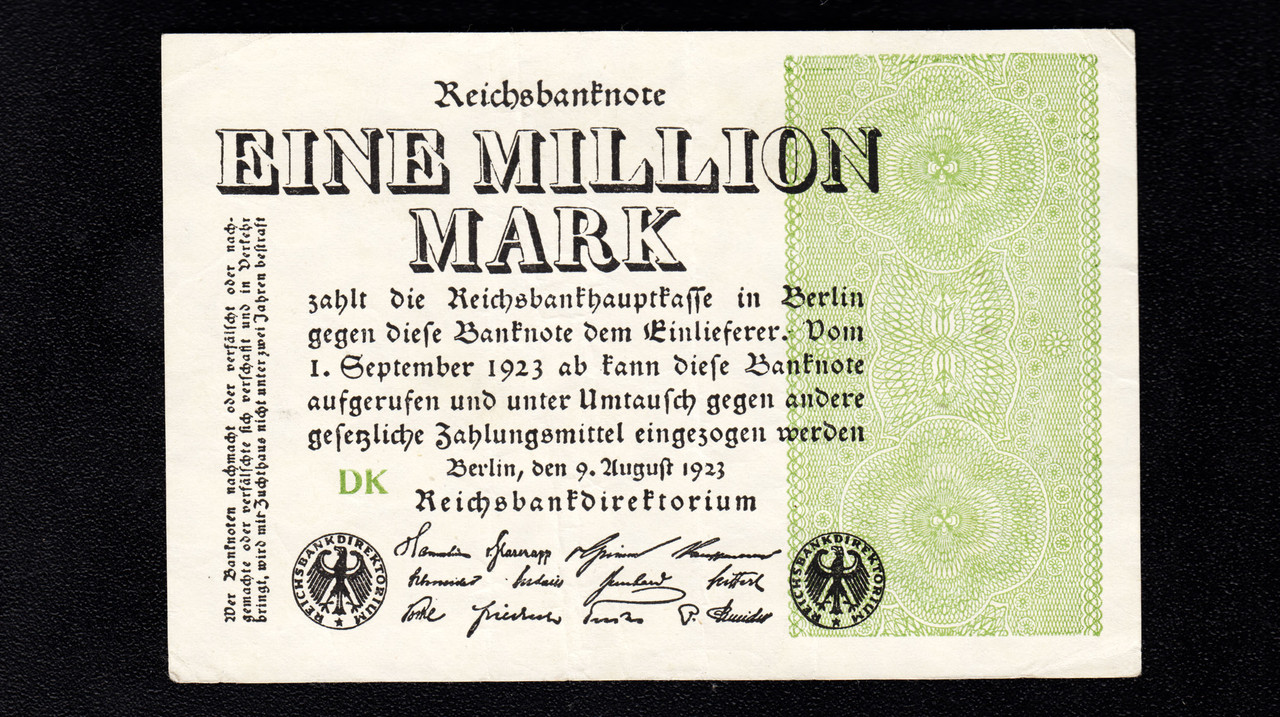 Reichsbanknote
EINE MILLION
MARK
zahlt die Reichsbankhauptkasse in Berlin
gegen diese Banknote dem Einlieferer. Vom
1. September 1923 ab kann diese Banknote
aufgerufen und unter Umtausch gegen andere
gesetzliche Zahlungsmittel eingezogen werden
Berlin, den 9. August 1923
DK
Reichsbankdirektorium
Wer Banknoten nachmacht oder verfälscht oder nach-
gemachte oder verfälschte sich verschafft und in Verkehr
bringt, wird mit Zuchthaus nicht unter zwei Jahren bestraft
REICHSBANKDIREKTORIUM
REICHSBANKDIREKTORIUM
Schneider
Friedrich
P. Schneider